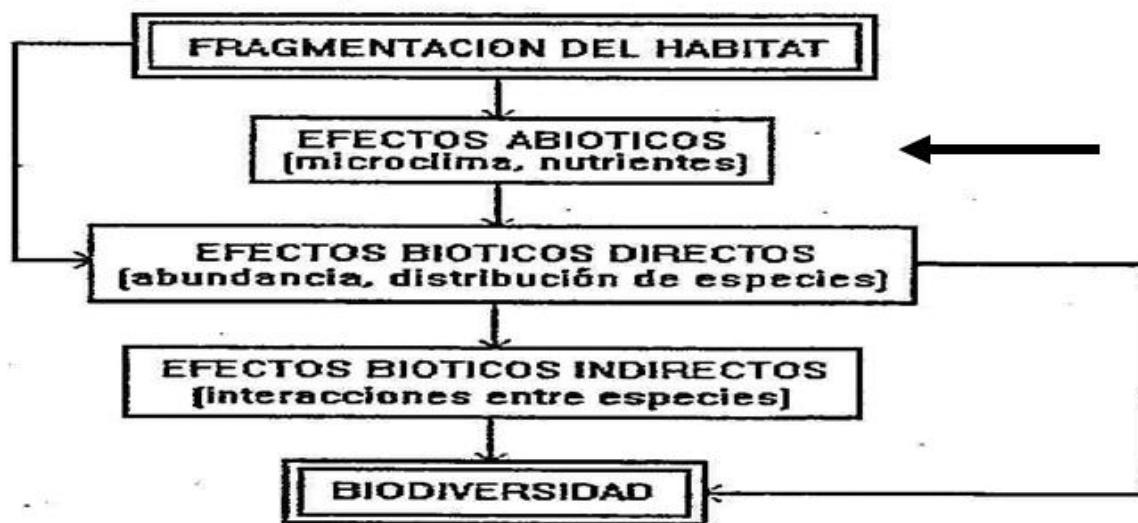 FRAGMENTACION DEL HABITAT
EFECTOS ABIOTICOS
(microclima, nutrientes)
EFECTOS BIOTICOS DIRECTOS
(abundancia, distribución de especies)
EFECTOS BIOTICOS INDIRECTOS
(interacciones entre especies)
BIODIVERSIDAD